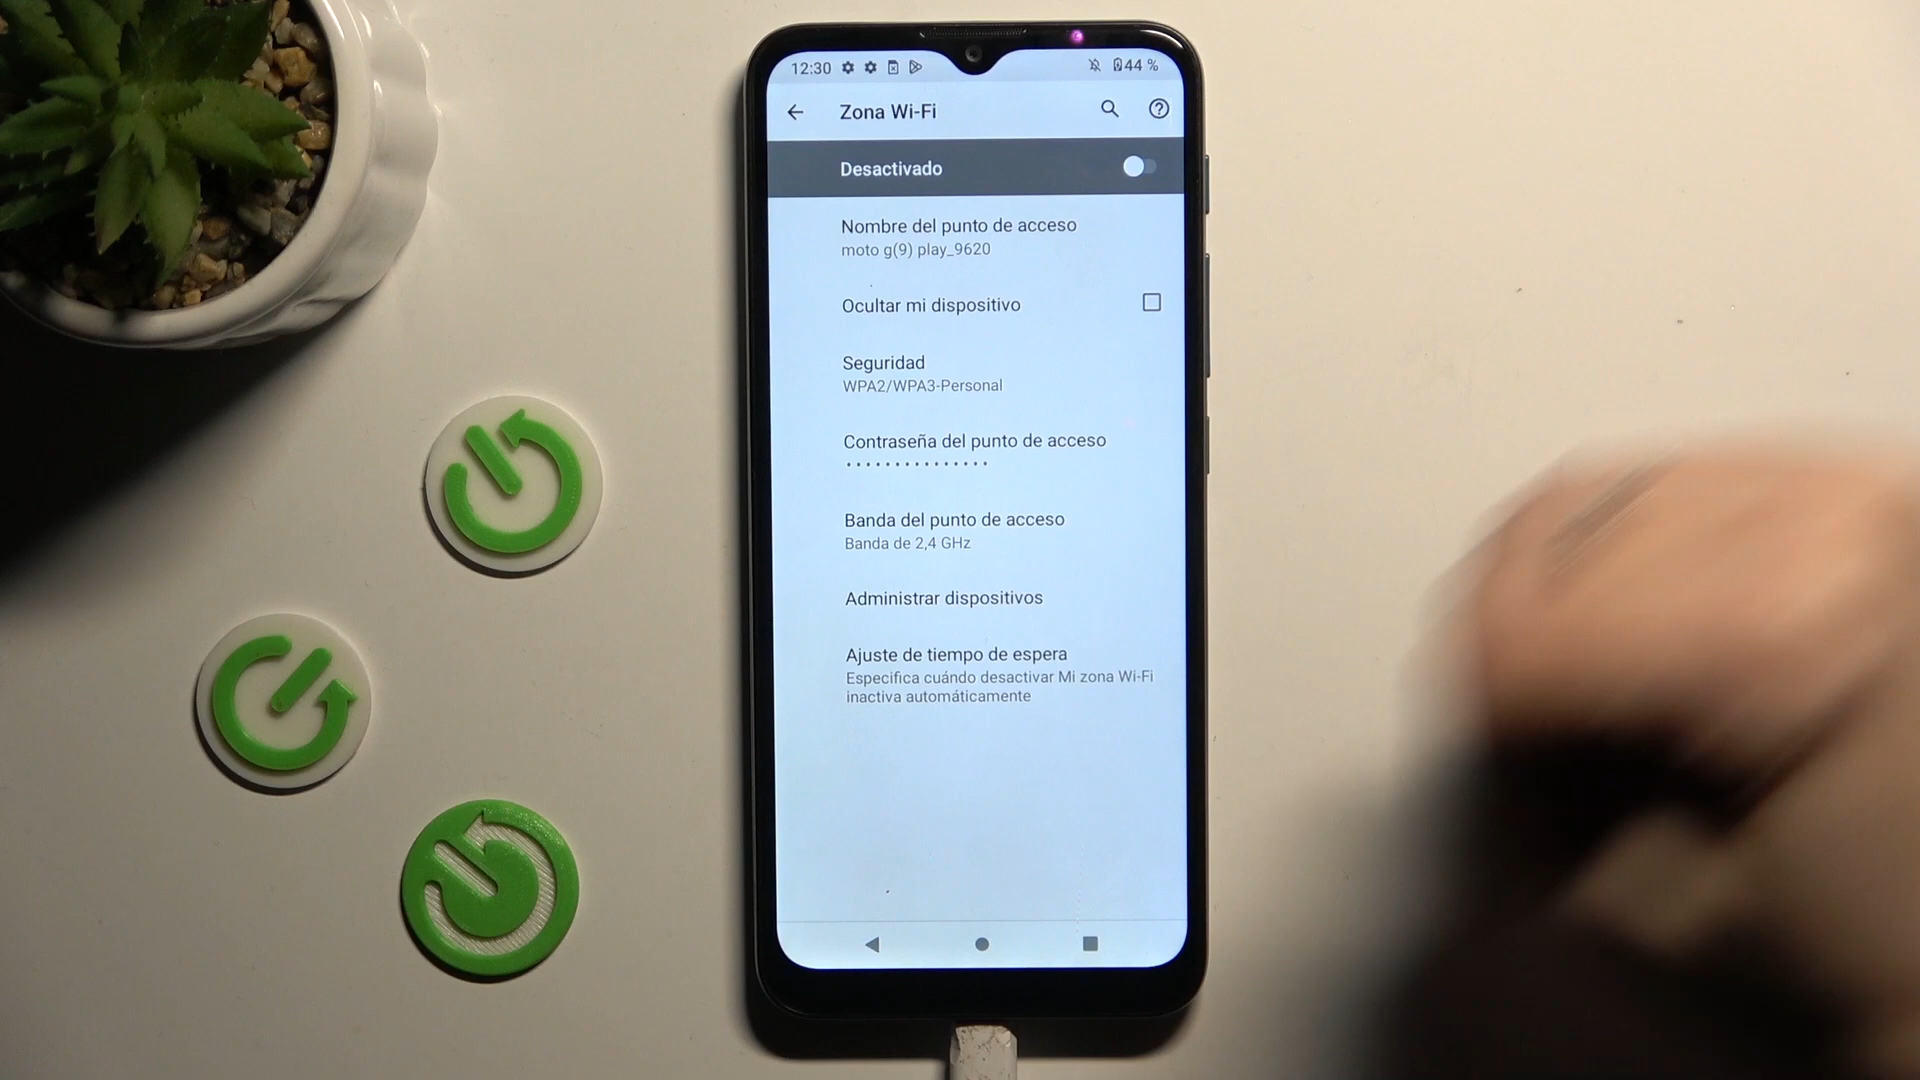 12:30 44 %
Zona Wi-Fi
Desactivado
Nombre del punto de acceso
moto g(9) play_9620
Ocultar mi dispositivo
Seguridad
WPA2/WPA3-Personal
Contraseña del punto de acceso
•••••••••••••••
Banda del punto de acceso
Banda de 2,4 GHz
Administrar dispositivos
Ajuste de tiempo de espera
Especifica cuándo desactivar Mi zona Wi-Fi
inactiva automáticamente